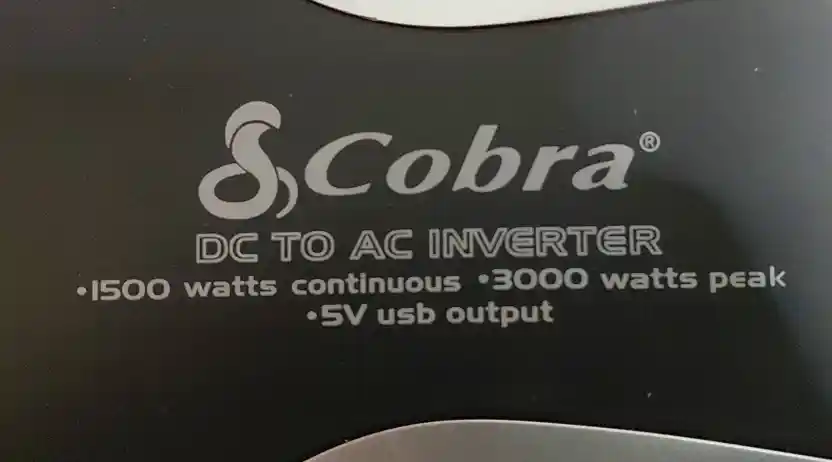 Cobra®
DC TO AC INVERTER
•1500 watts continuous •3000 watts peak
•5V usb output